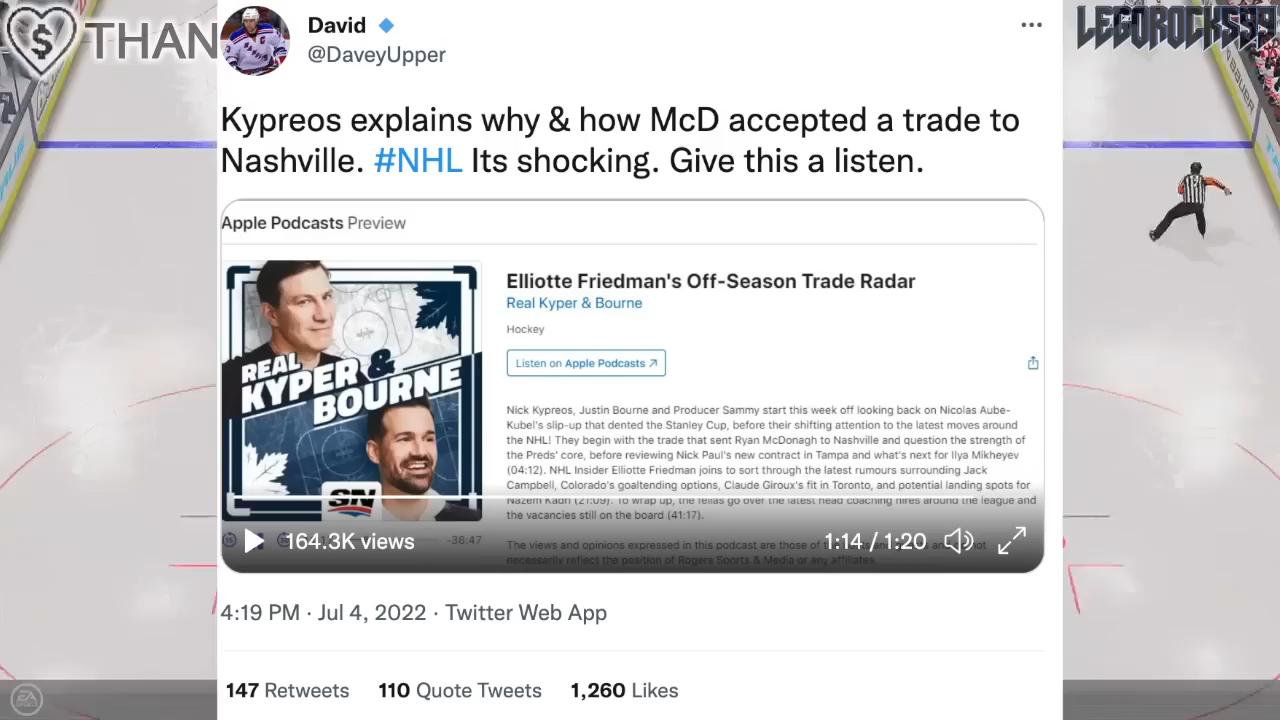 THAN
LEGOROCKS99
David
@DaveyUpper
Kypreos explains why & how McD accepted a trade to
Nashville. #NHL Its shocking. Give this a listen.
Apple Podcasts Preview
REAL
KYPER &
BOURNE
SN
Elliotte Friedman's Off-Season Trade Radar
Real Kyper & Bourne
Hockey
Listen on Apple Podcasts ↗
Nick Kypreos, Justin Bourne and Producer Sammy start this week off looking back on Nicolas Aube-
Kubel's slip-up that dented the Stanley Cup, before their shifting attention to the latest moves around
the NHL! They begin with the trade that sent Ryan McDonagh to Nashville and question the strength of
the Preds' core, before reviewing Nick Paul's new contract in Tampa and what's next for Ilya Mikheyev
(04:12). NHL Insider Elliotte Friedman joins to sort through the latest rumours surrounding Jack
Campbell, Colorado's goaltending options, Claude Giroux's fit in Toronto, and potential landing spots for
Nazem Kadri (21:09). To wrap up, the fellas go over the latest head coaching hires around the league and
the vacancies still on the board (41:17).
The views and opinions expressed in this podcast are those of
necessarily reflect the position of Rogers Sports & Media or any affiliates.
164.3K views
-36:47
1:14 / 1:20
4:19 PM · Jul 4, 2022 · Twitter Web App
147 Retweets 110 Quote Tweets 1,260 Likes